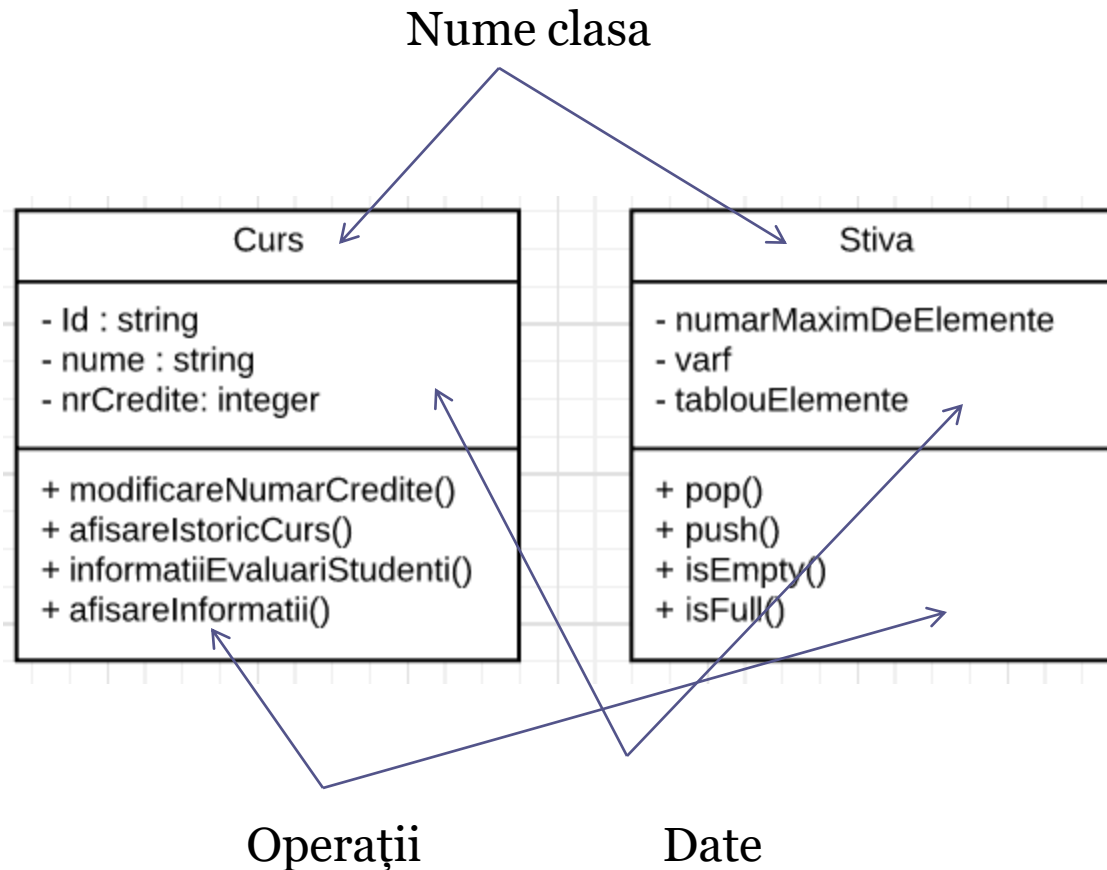 Nume clasa
Curs
- Id : string
- nume : string
- nrCredite: integer
+ modificareNumarCredite()
+ afisareIstoricCurs()
+ informatiiEvaluariStudenti()
+ afisareInformatii()
Stiva
- numarMaximDeElemente
- varf
- tablouElemente
+ pop()
+ push()
+ isEmpty()
+ isFull()
Operații
Date